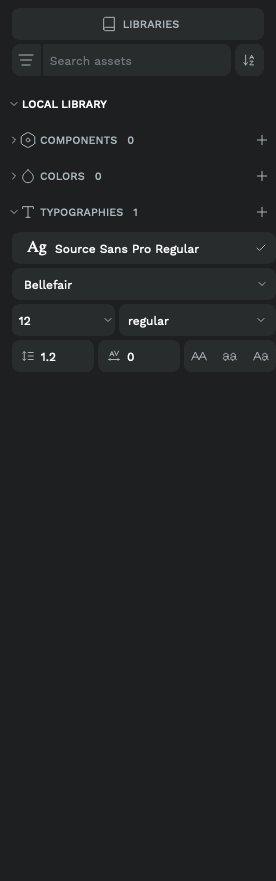 LIBRARIES
Search assets
LOCAL LIBRARY
COMPONENTS 0
COLORS 0
TYPOGRAPHIES 1
Ag Source Sans Pro Regular
Bellefair
12 regular
1.2 AV 0 AA aa Aa